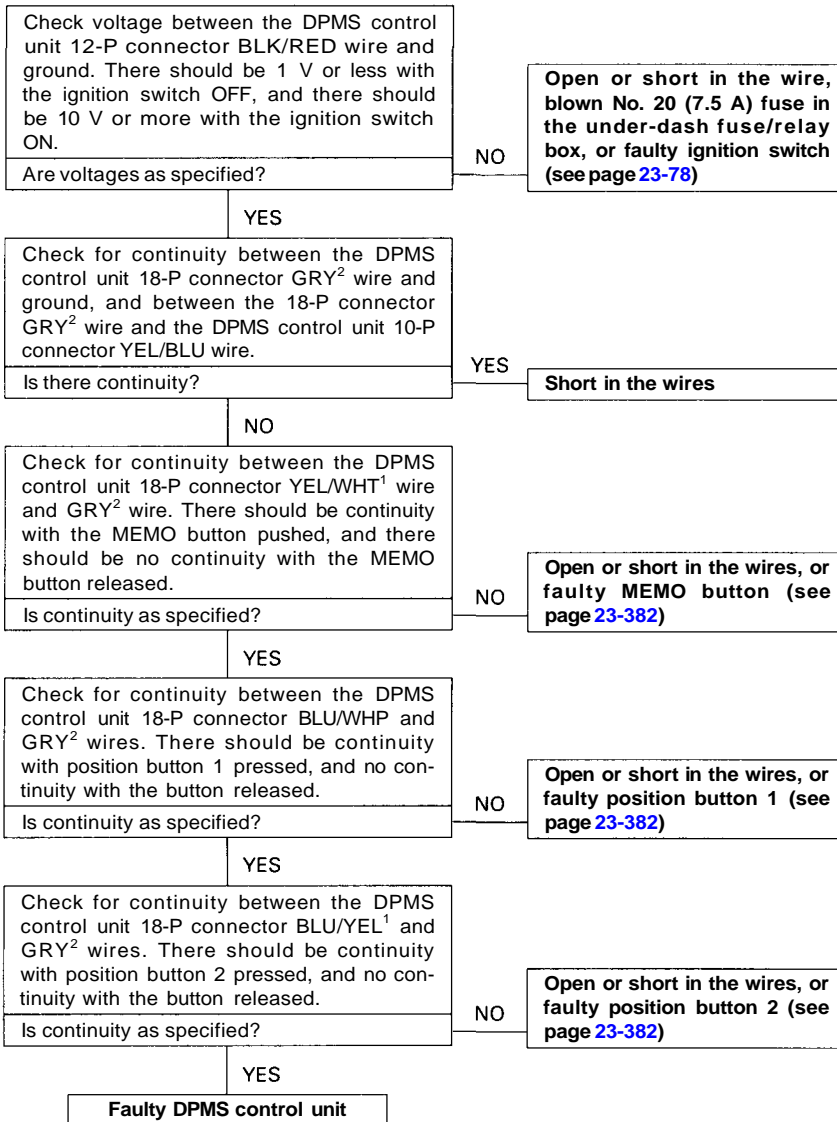 Check voltage between the DPMS control
unit 12-P connector BLK/RED wire and
ground. There should be 1 V or less with
the ignition switch OFF, and there should
be 10 V or more with the ignition switch
ON.
Are voltages as specified?
NO
Open or short in the wire,
blown No. 20 (7.5 A) fuse in
the under-dash fuse/relay
box, or faulty ignition switch
(see page 23-78)
YES
Check for continuity between the DPMS
control unit 18-P connector GRY² wire and
ground, and between the 18-P connector
GRY² wire and the DPMS control unit 10-P
connector YEL/BLU wire.
Is there continuity?
YES
Short in the wires
NO
Check for continuity between the DPMS
control unit 18-P connector YEL/WHT¹ wire
and GRY² wire. There should be continuity
with the MEMO button pushed, and there
should be no continuity with the MEMO
button released.
Is continuity as specified?
NO
Open or short in the wires, or
faulty MEMO button (see
page 23-382)
YES
Check for continuity between the DPMS
control unit 18-P connector BLU/WHP and
GRY² wires. There should be continuity
with position button 1 pressed, and no con-
tinuity with the button released.
Is continuity as specified?
NO
Open or short in the wires, or
faulty position button 1 (see
page 23-382)
YES
Check for continuity between the DPMS
control unit 18-P connector BLU/YEL¹ and
GRY² wires. There should be continuity
with position button 2 pressed, and no con-
tinuity with the button released.
Is continuity as specified?
NO
Open or short in the wires, or
faulty position button 2 (see
page 23-382)
YES
Faulty DPMS control unit